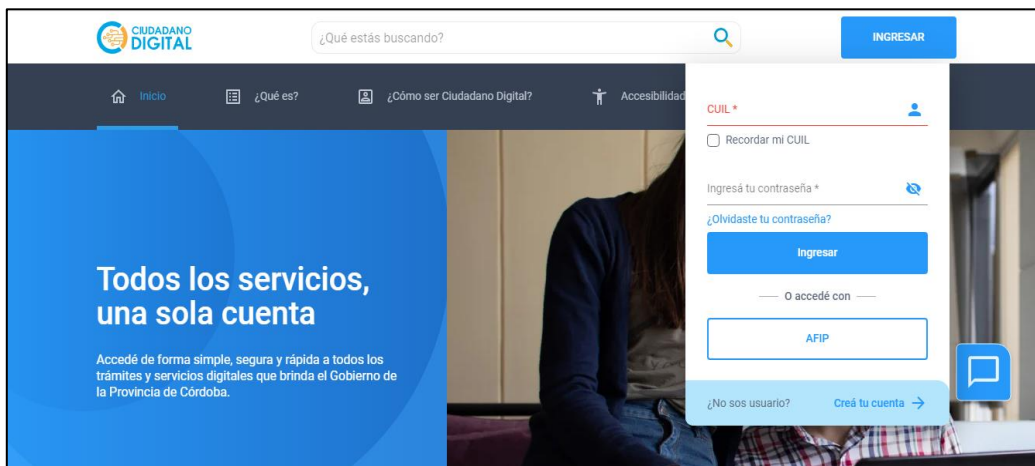 CIUDADANO
DIGITAL
¿Qué estás buscando?
INGRESAR
Inicio
¿Qué es?
¿Cómo ser Ciudadano Digital?
Accesibilidad
CUIL *
Recordar mi CUIL
Ingresá tu contraseña *
¿Olvidaste tu contraseña?
Ingresar
O accedé con
AFIP
¿No sos usuario?
Creá tu cuenta
Todos los servicios,
una sola cuenta
Accedé de forma simple, segura y rápida a todos los
trámites y servicios digitales que brinda el Gobierno de
la Provincia de Córdoba.